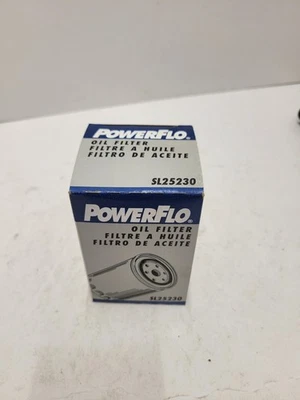 POWERFLO
OIL FILTER
FILTRE A HUILE
FILTRO DE ACEITE
SL25230
POWERFLO
OIL FILTER
FILTRE A HUILE
FILTRO DE ACEITE
SL25230